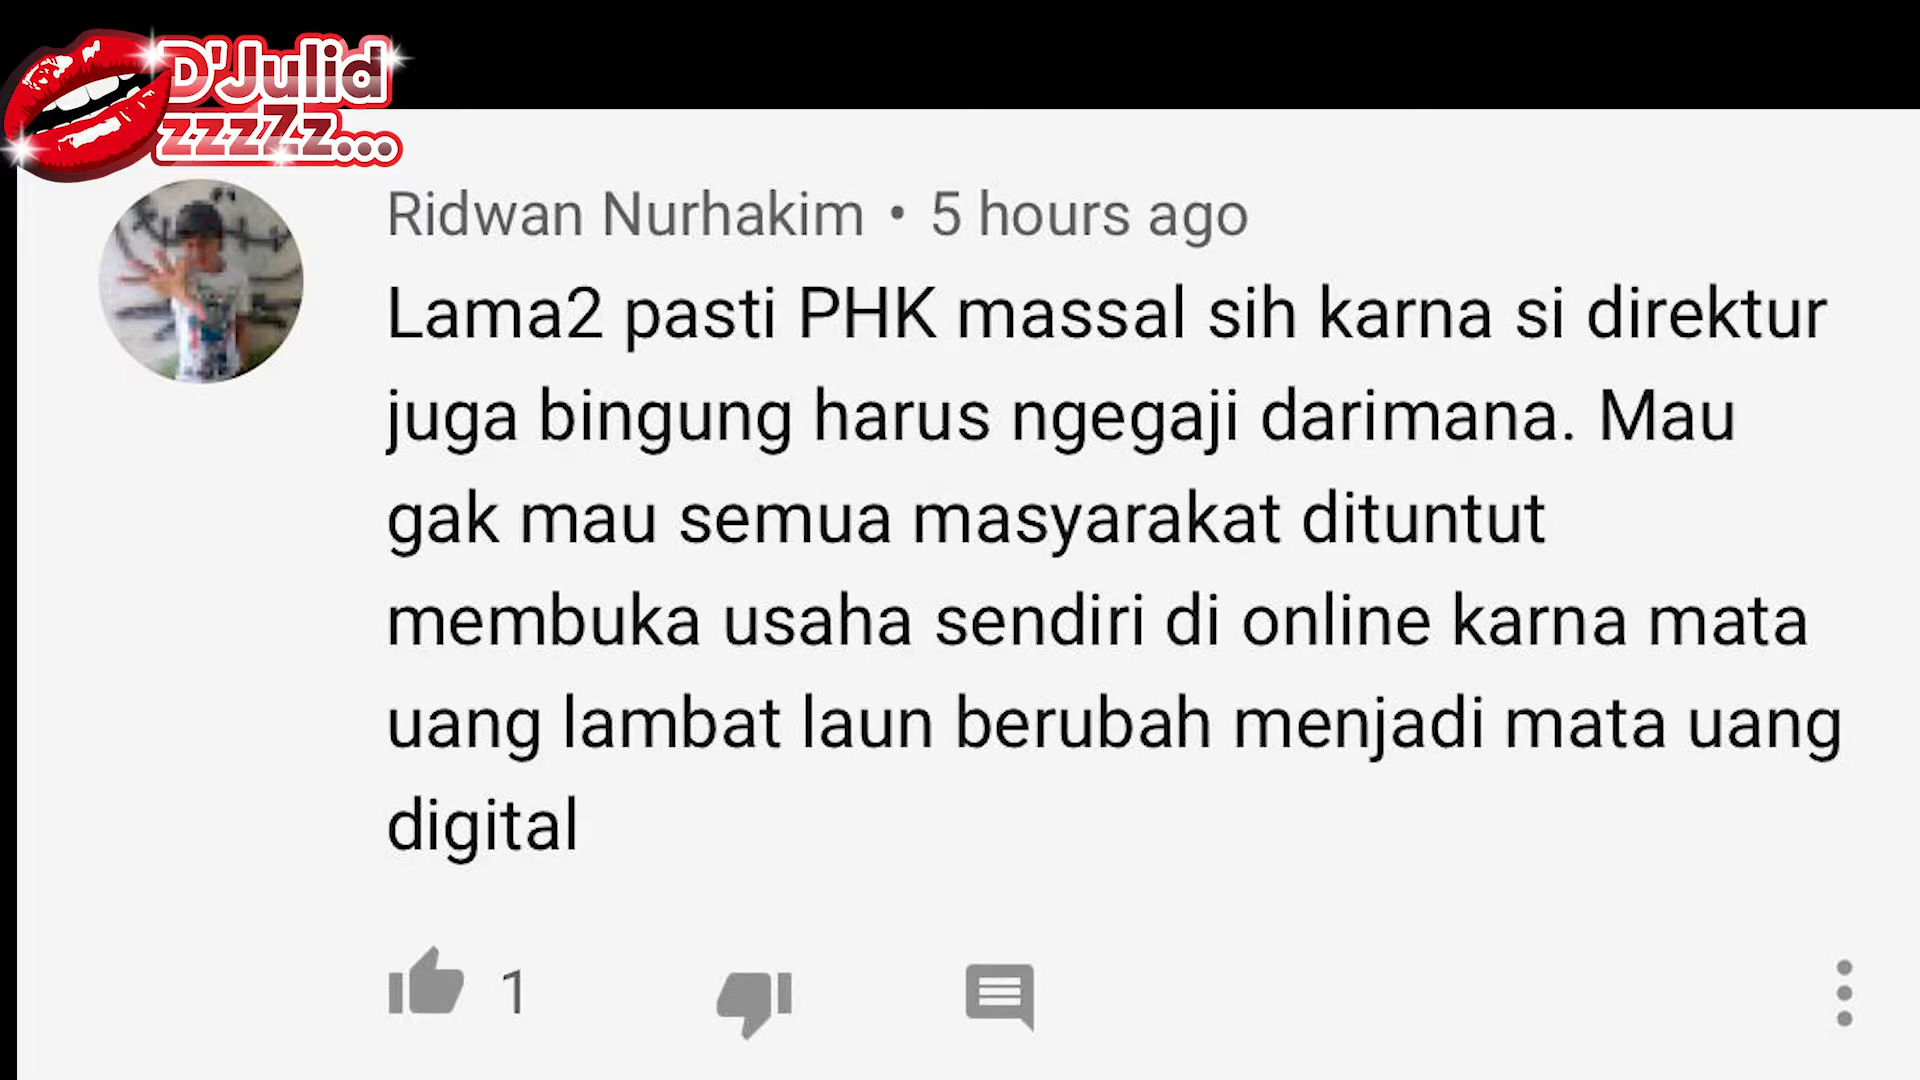 D'Julid
zzzZz...
Ridwan Nurhakim • 5 hours ago
Lama2 pasti PHK massal sih karna si direktur
juga bingung harus ngegaji darimana. Mau
gak mau semua masyarakat dituntut
membuka usaha sendiri di online karna mata
uang lambat laun berubah menjadi mata uang
digital
1